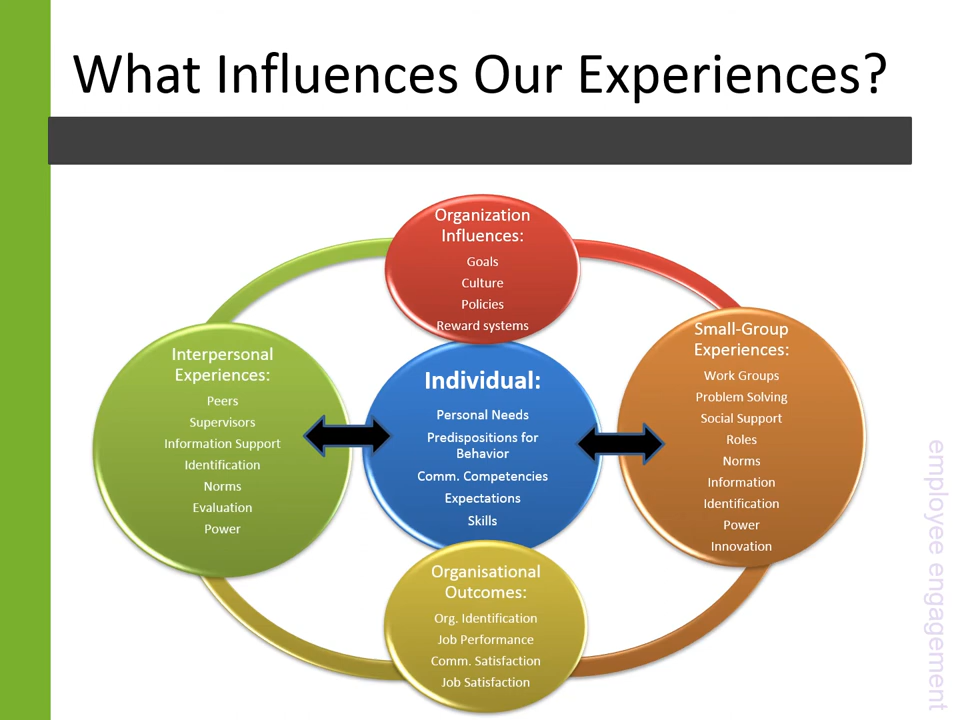 What Influences Our Experiences?
Organization
Influences:
Goals
Culture
Policies
Reward systems
Interpersonal
Experiences:
Peers
Supervisors
Information Support
Identification
Norms
Evaluation
Power
Individual:
Personal Needs
Predispositions for
Behavior
Comm. Competencies
Expectations
Skills
Small-Group
Experiences:
Work Groups
Problem Solving
Social Support
Roles
Norms
Information
Identification
Power
Innovation
Organisational
Outcomes:
Org. Identification
Job Performance
Comm. Satisfaction
Job Satisfaction
employee engagement